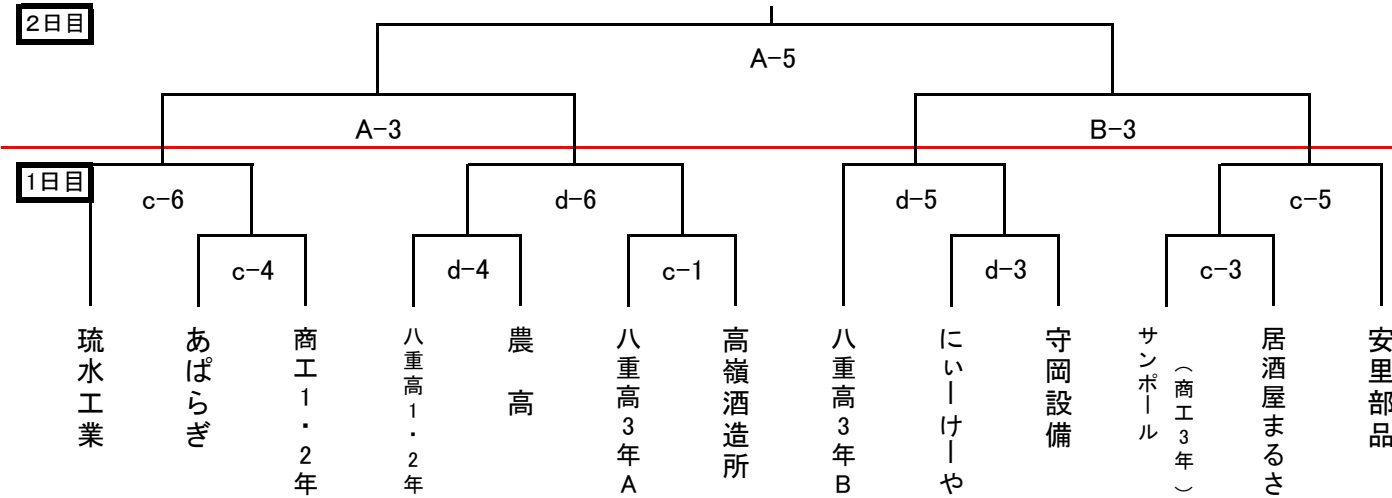 2日目
A-5
A-3
B-3
1日目
c-6
d-6
d-5
c-5
c-4
d-4
c-1
d-3
c-3
琉水工業
あぱらぎ
商工1・2年
八重高1・2年
農 高
八重高3年A
高嶺酒造所
八重高3年B
にぃーけーや
守岡設備
サンポール
(商工3年)
居酒屋まるさ
安里部品